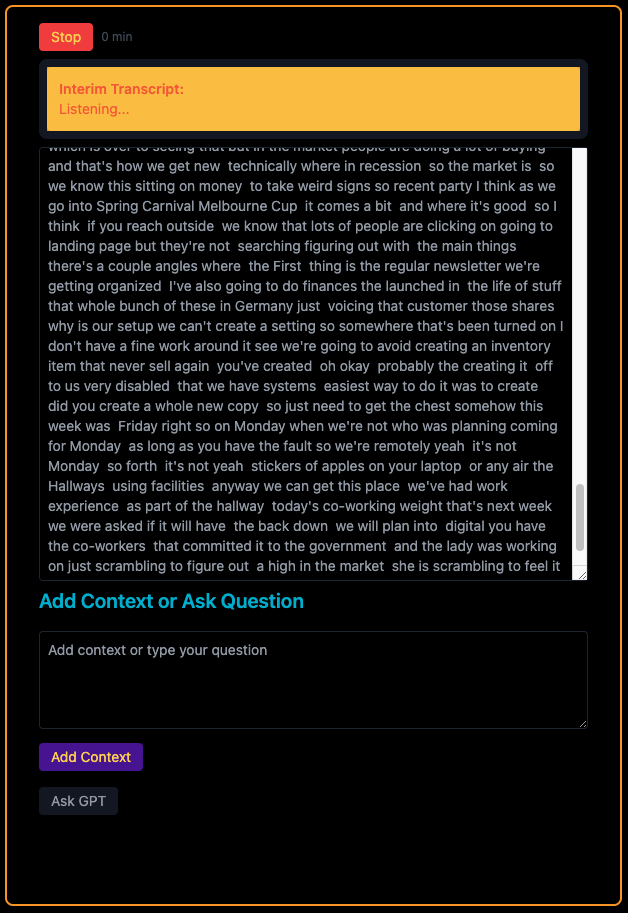 Stop 0 min
Interim Transcript:
Listening...
which is over to seeing that but in the market people are doing a lot of buying
and that's how we get new  technically where in recession  so the market is  so
we know this sitting on money  to take weird signs so recent party I think as we
go into Spring Carnival Melbourne Cup  it comes a bit  and where it's good  so I
think  if you reach outside  we know that lots of people are clicking on going to
landing page but they're not  searching figuring out with  the main things
there's a couple angles where  the First  thing is the regular newsletter we're
getting organized  I've also going to do finances the launched in  the life of stuff
that whole bunch of these in Germany just  voicing that customer those shares
why is our setup we can't create a setting so somewhere that's been turned on I
don't have a fine work around it see we're going to avoid creating an inventory
item that never sell again  you've created  oh okay  probably the creating it  off
to us very disabled  that we have systems  easiest way to do it was to create
did you create a whole new copy  so just need to get the chest somehow this
week was  Friday right so on Monday when we're not who was planning coming
for Monday  as long as you have the fault so we're remotely yeah  it's not
Monday  so forth  it's not yeah  stickers of apples on your laptop  or any air the
Hallways  using facilities  anyway we can get this place  we've had work
experience  as part of the hallway  today's co-working weight that's next week
we were asked if it will have  the back down  we will plan into  digital you have
the co-workers  that committed it to the government  and the lady was working
on just scrambling to figure out  a high in the market  she is scrambling to feel it
Add Context or Ask Question
Add context or type your question
Add Context
Ask GPT